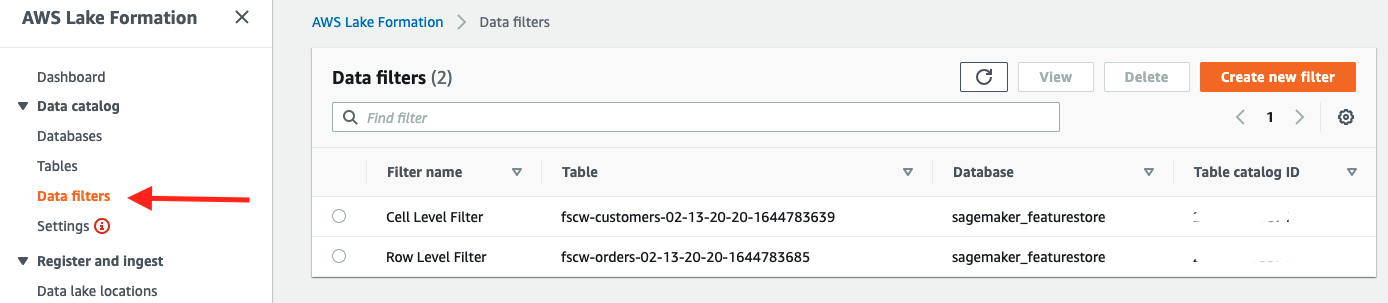 AWS Lake Formation
Dashboard
Data catalog
Databases
Tables
Data filters
Settings
Register and ingest
Data lake locations
AWS Lake Formation > Data filters
Data filters (2)
View
Delete
Create new filter
Find filter
1
Filter name Table Database Table catalog ID
Cell Level Filter fscw-customers-02-13-20-20-1644783639 sagemaker_featurestore
Row Level Filter fscw-orders-02-13-20-20-1644783685 sagemaker_featurestore